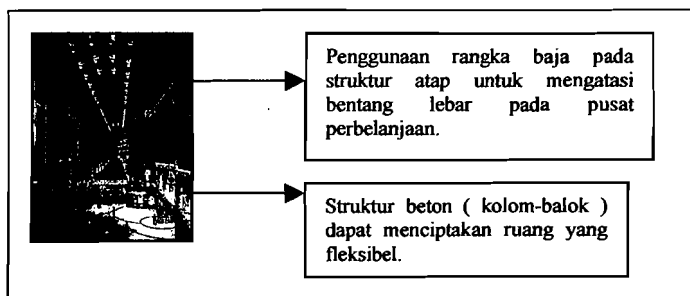 Penggunaan rangka baja pada
struktur atap untuk mengatasi
bentang lebar pada pusat
perbelanjaan.
Struktur beton ( kolom-balok )
dapat menciptakan ruang yang
fleksibel.